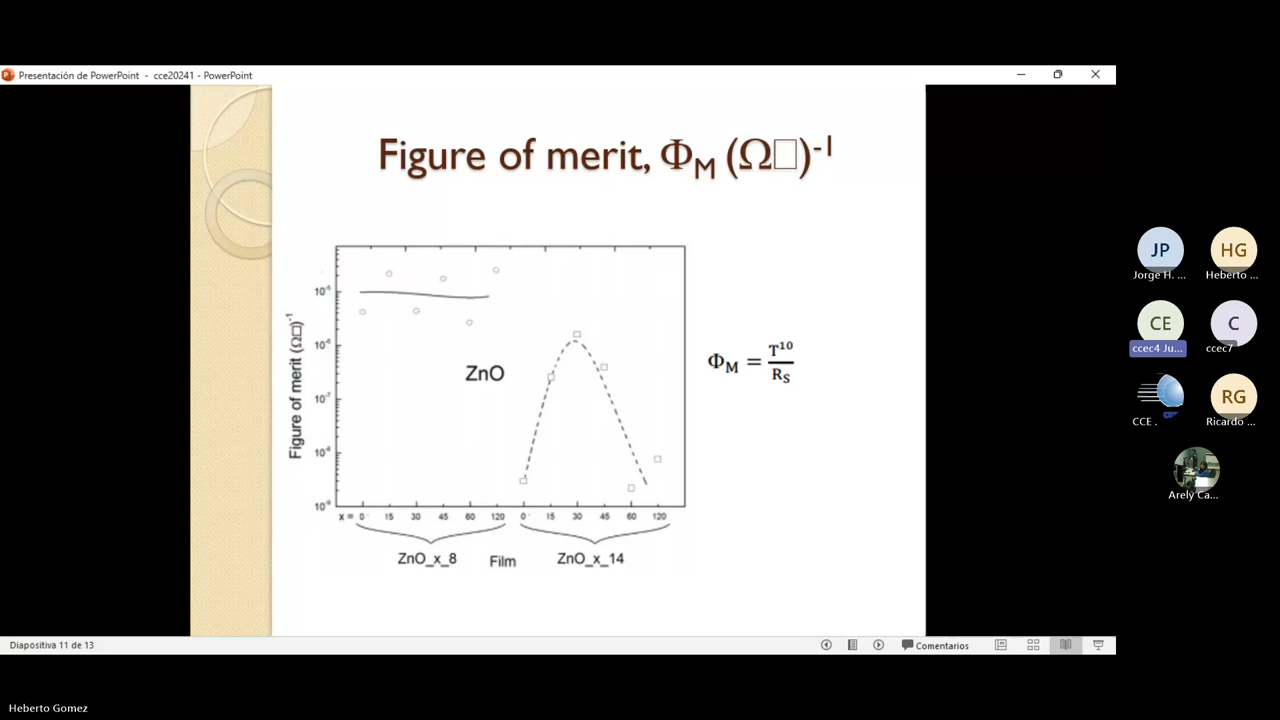 Presentación de PowerPoint - cce20241 - PowerPoint
Figure of merit, Φ_M (Ω□)⁻¹
Figure of merit (Ω□)⁻¹
10⁻⁵
10⁻⁶
10⁻⁷
10⁻⁸
10⁻⁹
ZnO
Φ_M = T¹⁰/R_S
x = 0 15 30 45 60 120 0 15 30 45 60 120
ZnO_x_8 Film ZnO_x_14
JP
Jorge H. ...
HG
Heberto ...
CE
ccec4 Ju...
C
ccec7
CCE .
RG
Ricardo ...
Arely Ca...
Diapositiva 11 de 13
Comentarios
Heberto Gomez